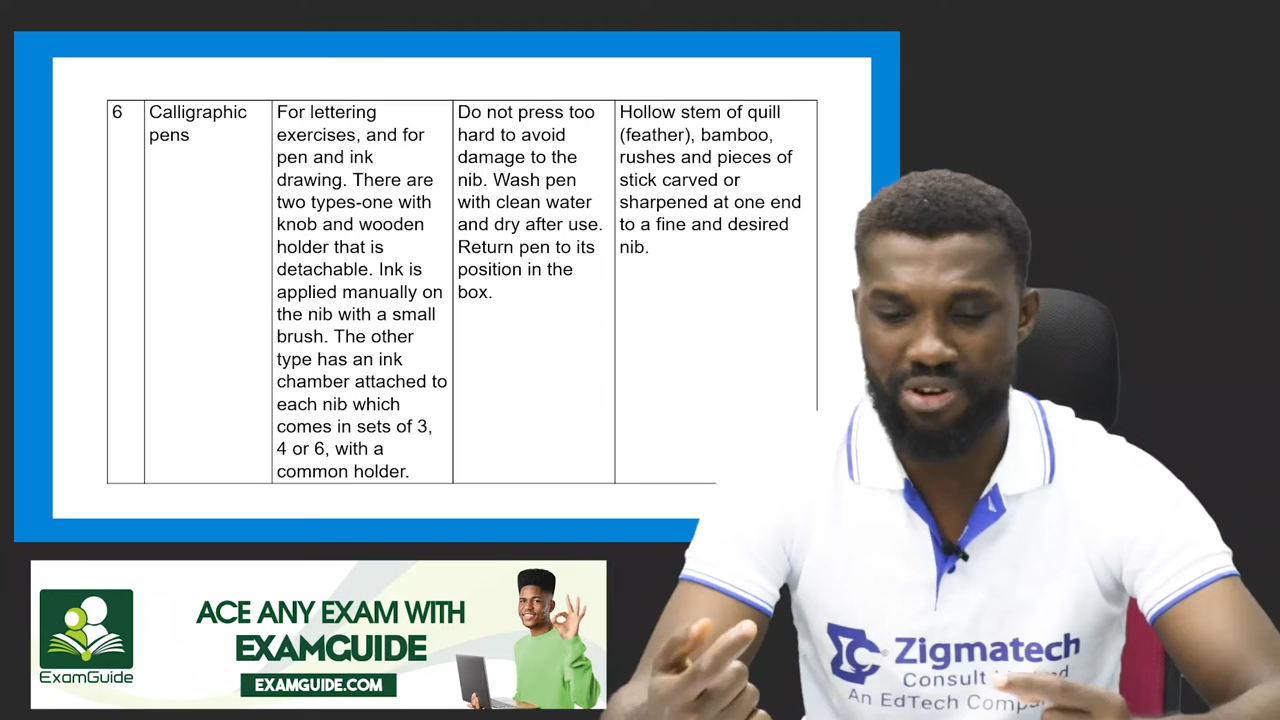 6
Calligraphic
pens
For lettering
exercises, and for
pen and ink
drawing. There are
two types-one with
knob and wooden
holder that is
detachable. Ink is
applied manually on
the nib with a small
brush. The other
type has an ink
chamber attached to
each nib which
comes in sets of 3,
4 or 6, with a
common holder.
Do not press too
hard to avoid
damage to the
nib. Wash pen
with clean water
and dry after use.
Return pen to its
position in the
box.
Hollow stem of quill
(feather), bamboo,
rushes and pieces of
stick carved or
sharpened at one end
to a fine and desired
nib.
ExamGuide
ACE ANY EXAM WITH
EXAMGUIDE
EXAMGUIDE.COM
Zigmatech
Consult
An EdTech